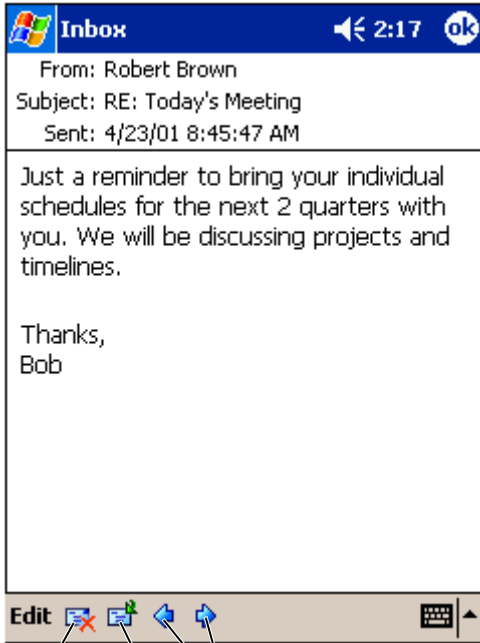 Inbox 2:17 ok
From: Robert Brown
Subject: RE: Today's Meeting
Sent: 4/23/01 8:45:47 AM
Just a reminder to bring your individual
schedules for the next 2 quarters with
you. We will be discussing projects and
timelines.
Thanks,
Bob
Edit